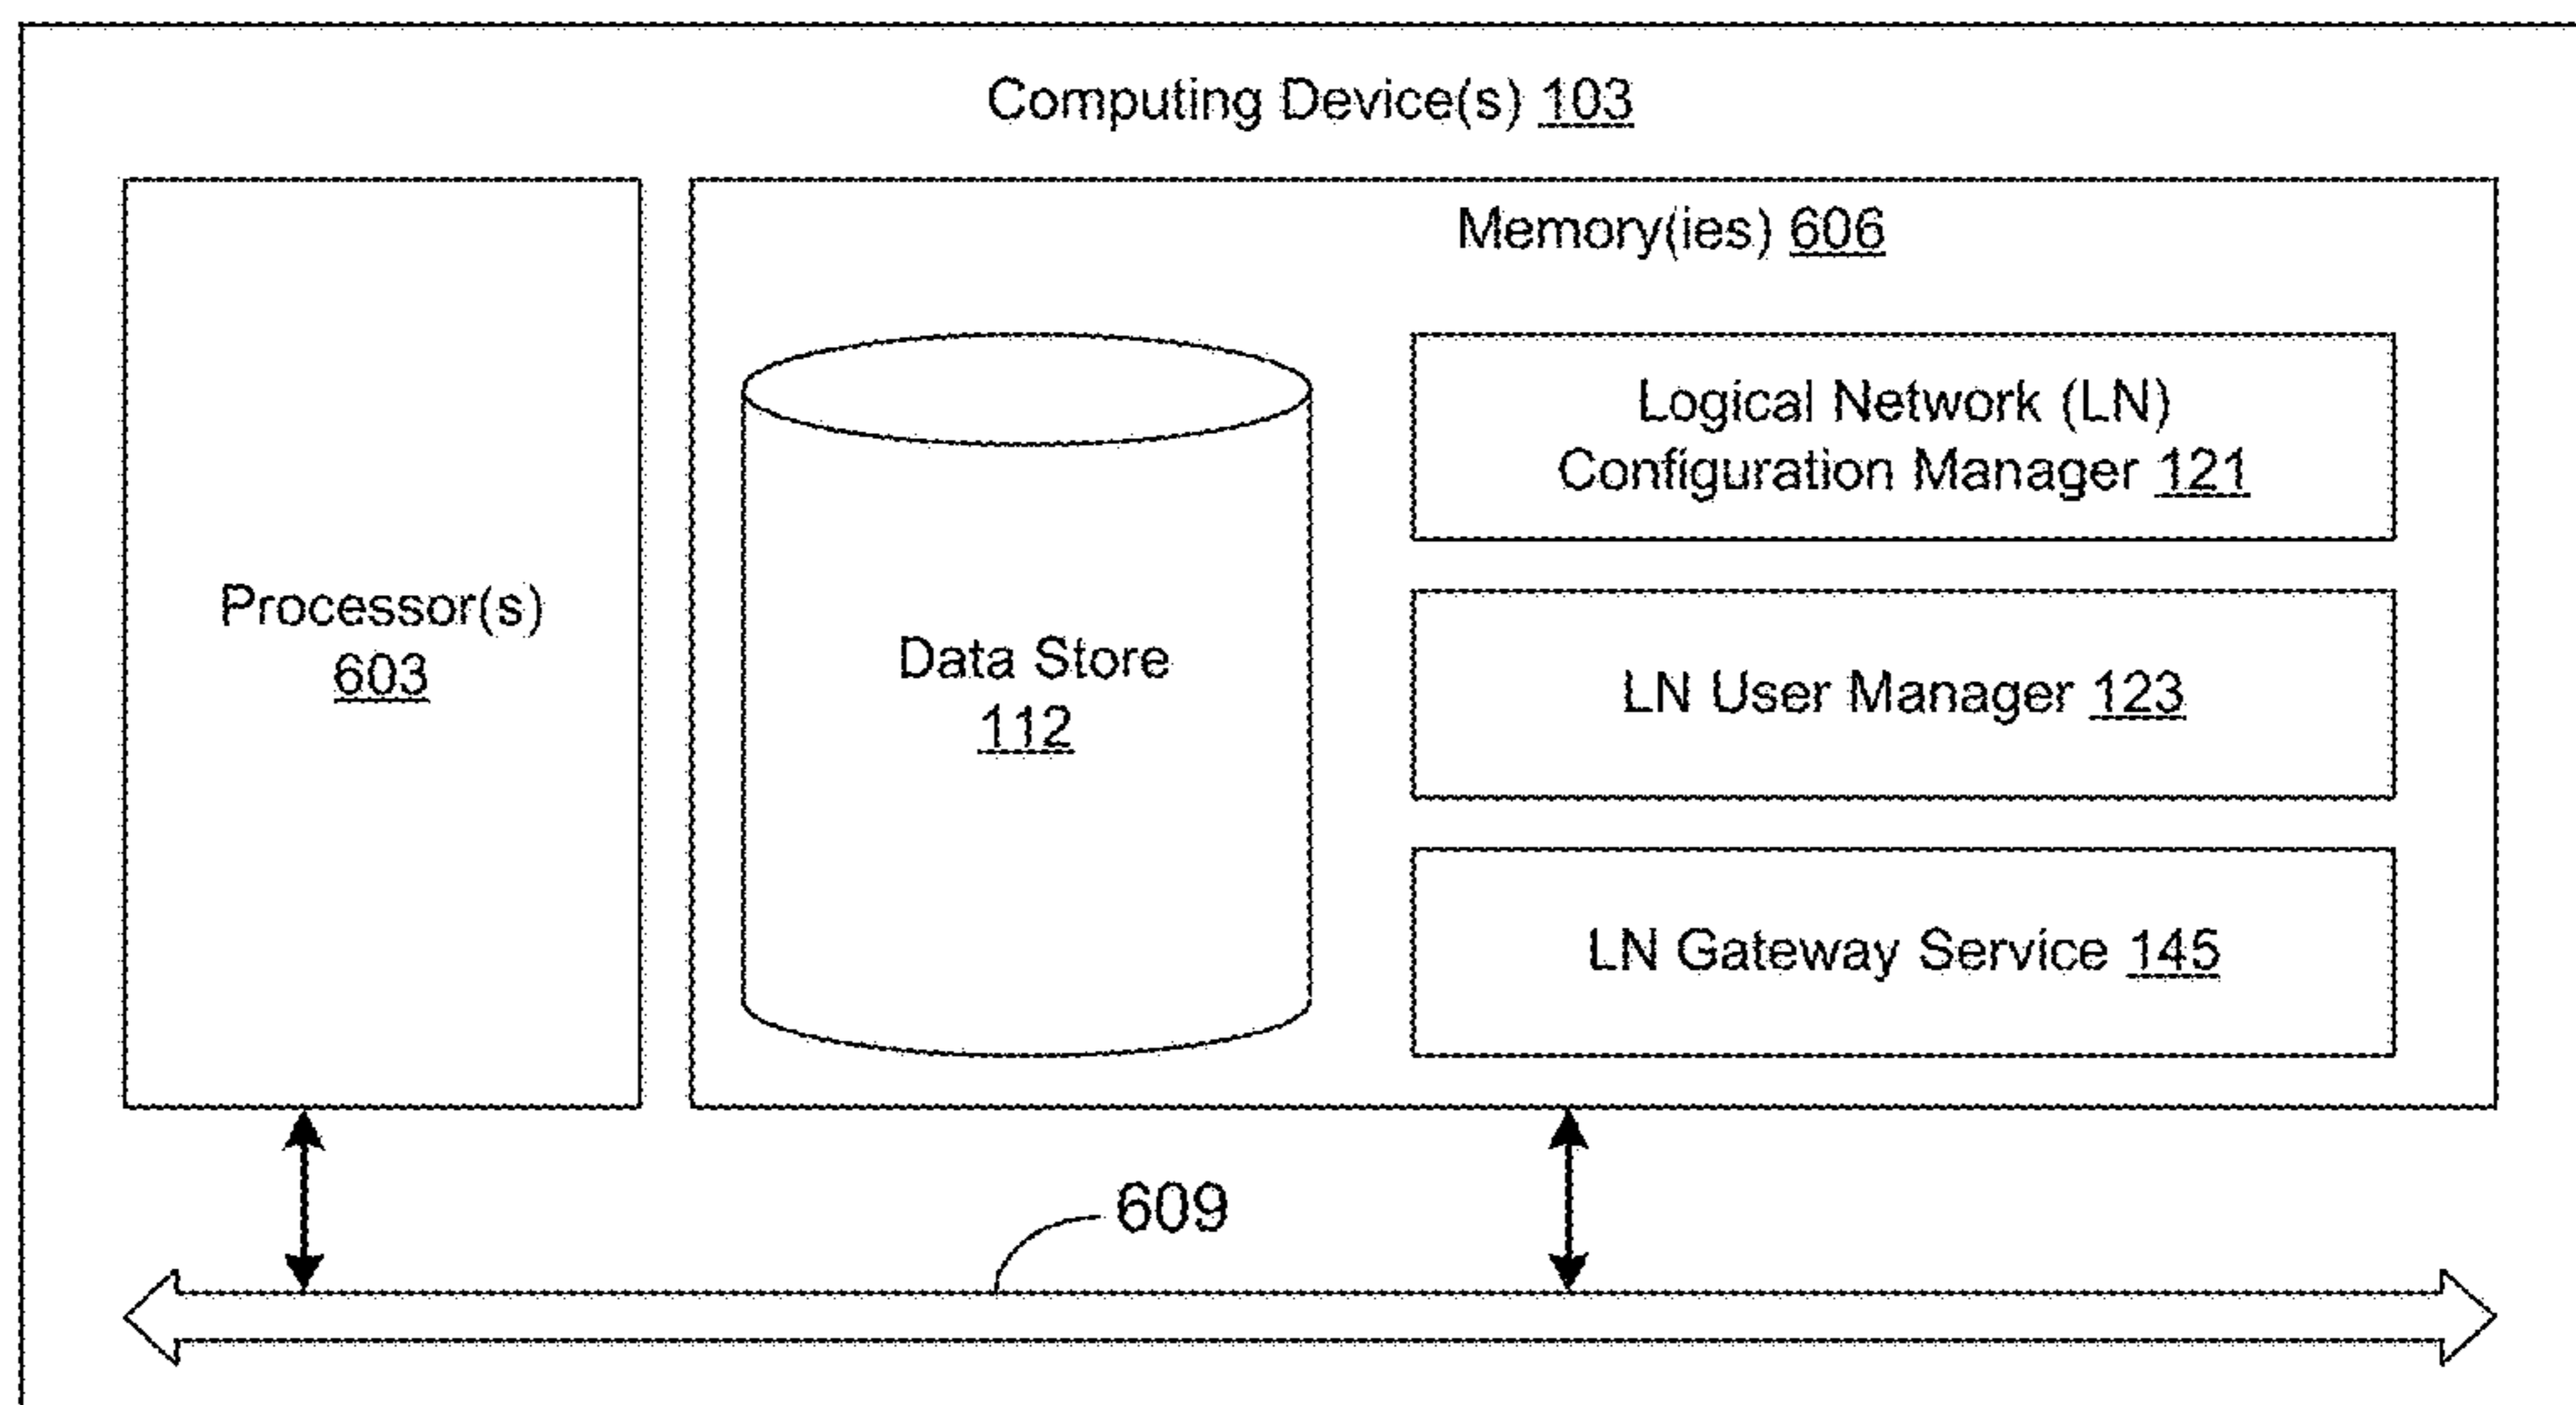 Computing Device(s) 103
Memory(ies) 606
Processor(s)
603
Data Store
112
Logical Network (LN)
Configuration Manager 121
LN User Manager 123
LN Gateway Service 145
609